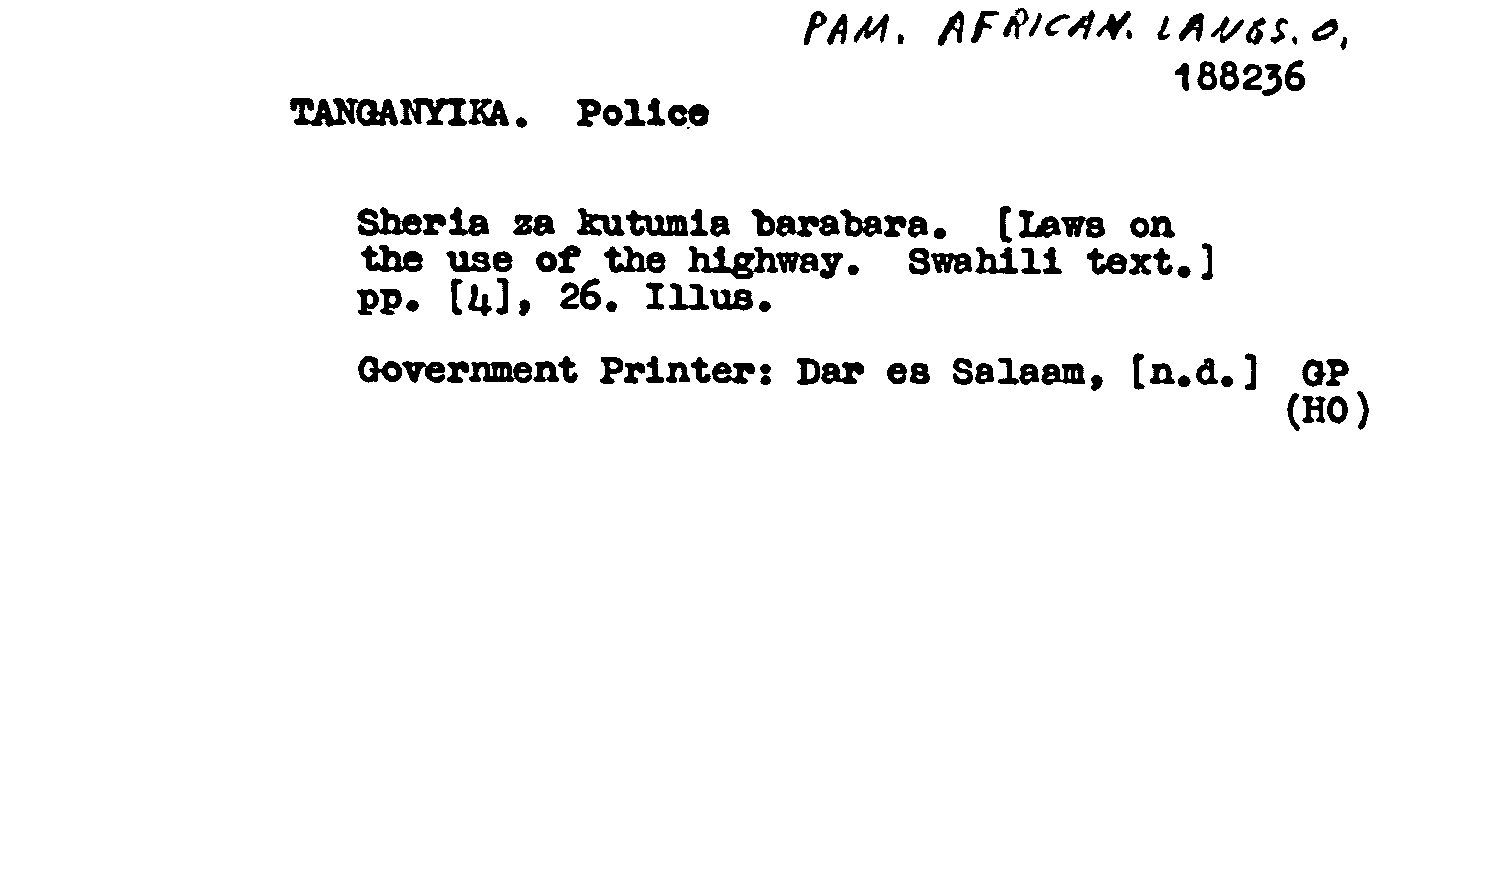 PAM. AFRICAN. LANGS. O,
188236
TANGANYIKA. Police
Sheria za kutumia barabara. [Laws on
the use of the highway. Swahili text.]
pp. [4], 26. Illus.
Government Printer: Dar es Salaam, [n.d.] GP
(HO)